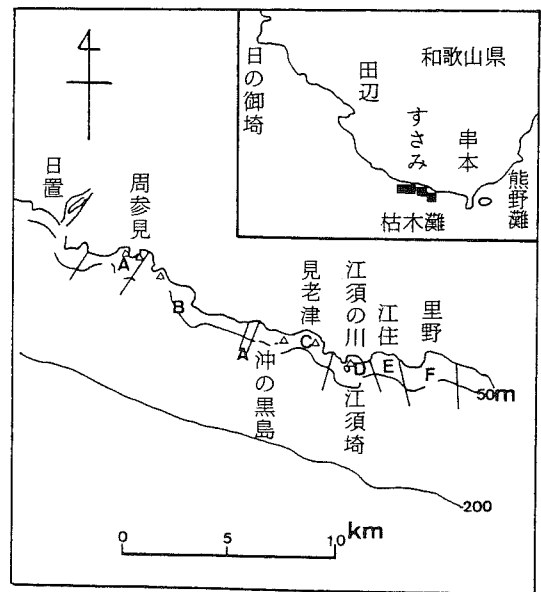 和歌山県
日の御埼
田辺
すさみ
串本
熊野灘
枯木灘
日置
周参見
見老津
江須の川
江住
里野
沖の黒島
江須埼
A
B
A
C
D
E
F
50m
200
0
5
10 km